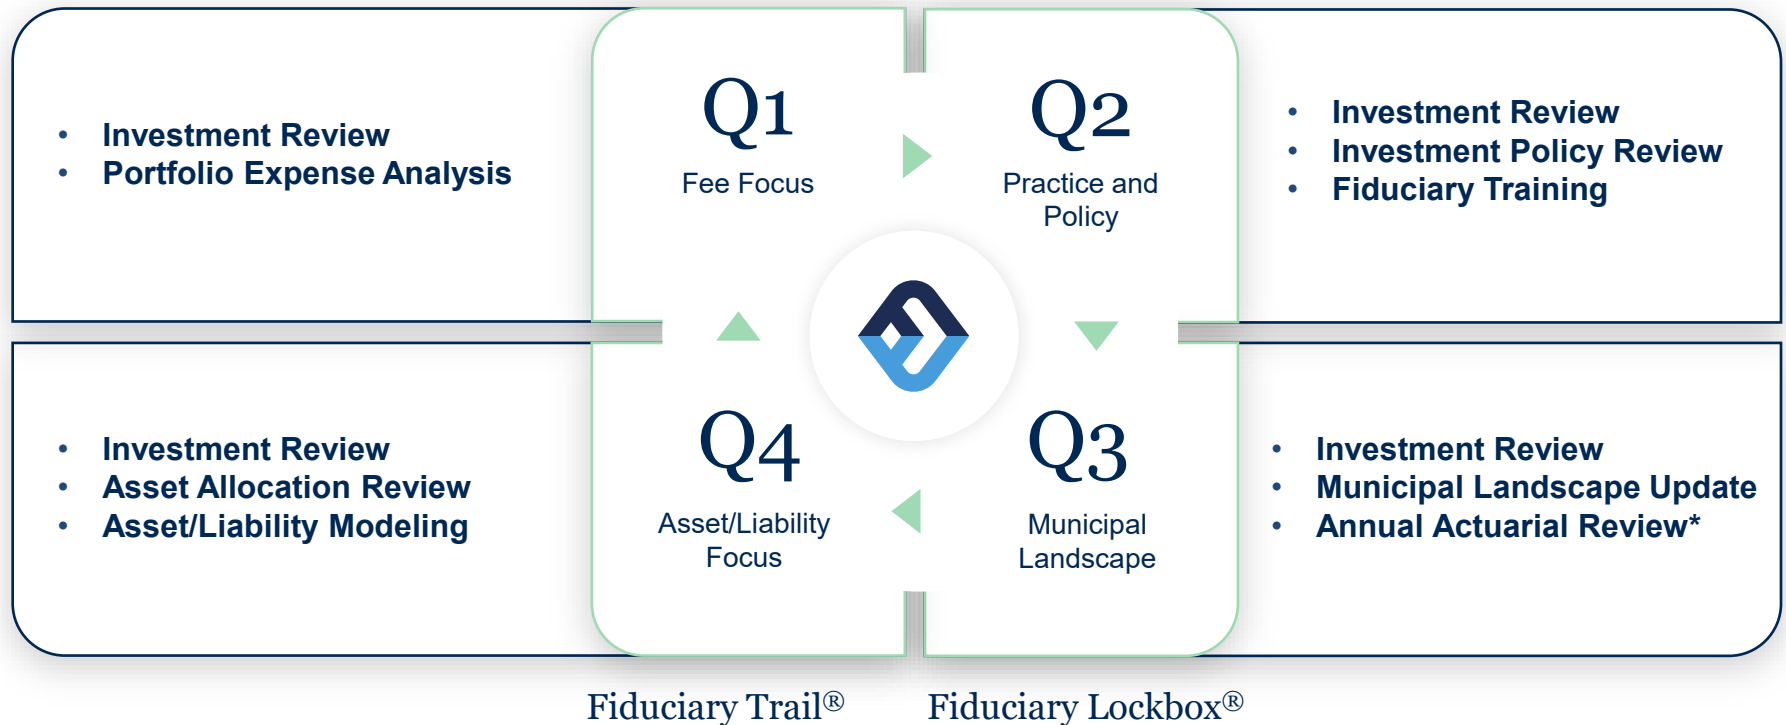 Investment Review
Portfolio Expense Analysis
Q1
Fee Focus
Q2
Practice and
Policy
Investment Review
Investment Policy Review
Fiduciary Training
Investment Review
Asset Allocation Review
Asset/Liability Modeling
Q4
Asset/Liability
Focus
Q3
Municipal
Landscape
Investment Review
Municipal Landscape Update
Annual Actuarial Review*
Fiduciary Trail®
Fiduciary Lockbox®